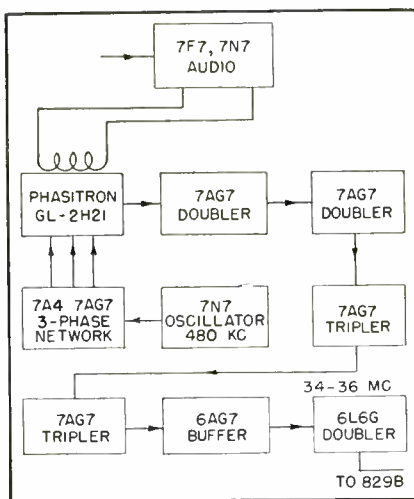 7F7, 7N7
AUDIO
PHASITRON
GL-2H21
7AG7
DOUBLER
7AG7
DOUBLER
7A4 7AG7
3-PHASE
NETWORK
7N7
OSCILLATOR
480 KC
7AG7
TRIPLER
34-36 MC
7AG7
TRIPLER
6AG7
BUFFER
6L6G
DOUBLER
TO 829B